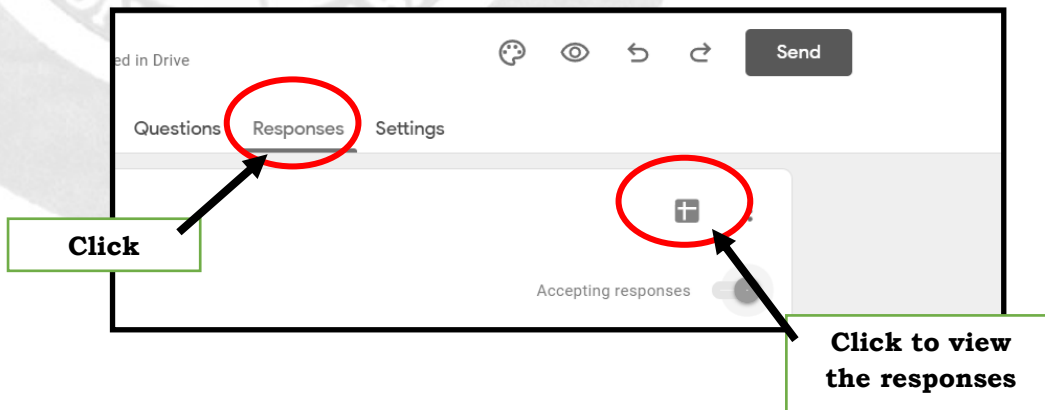 ed in Drive
Send
Questions Responses Settings
Click
Accepting responses
Click to view
the responses